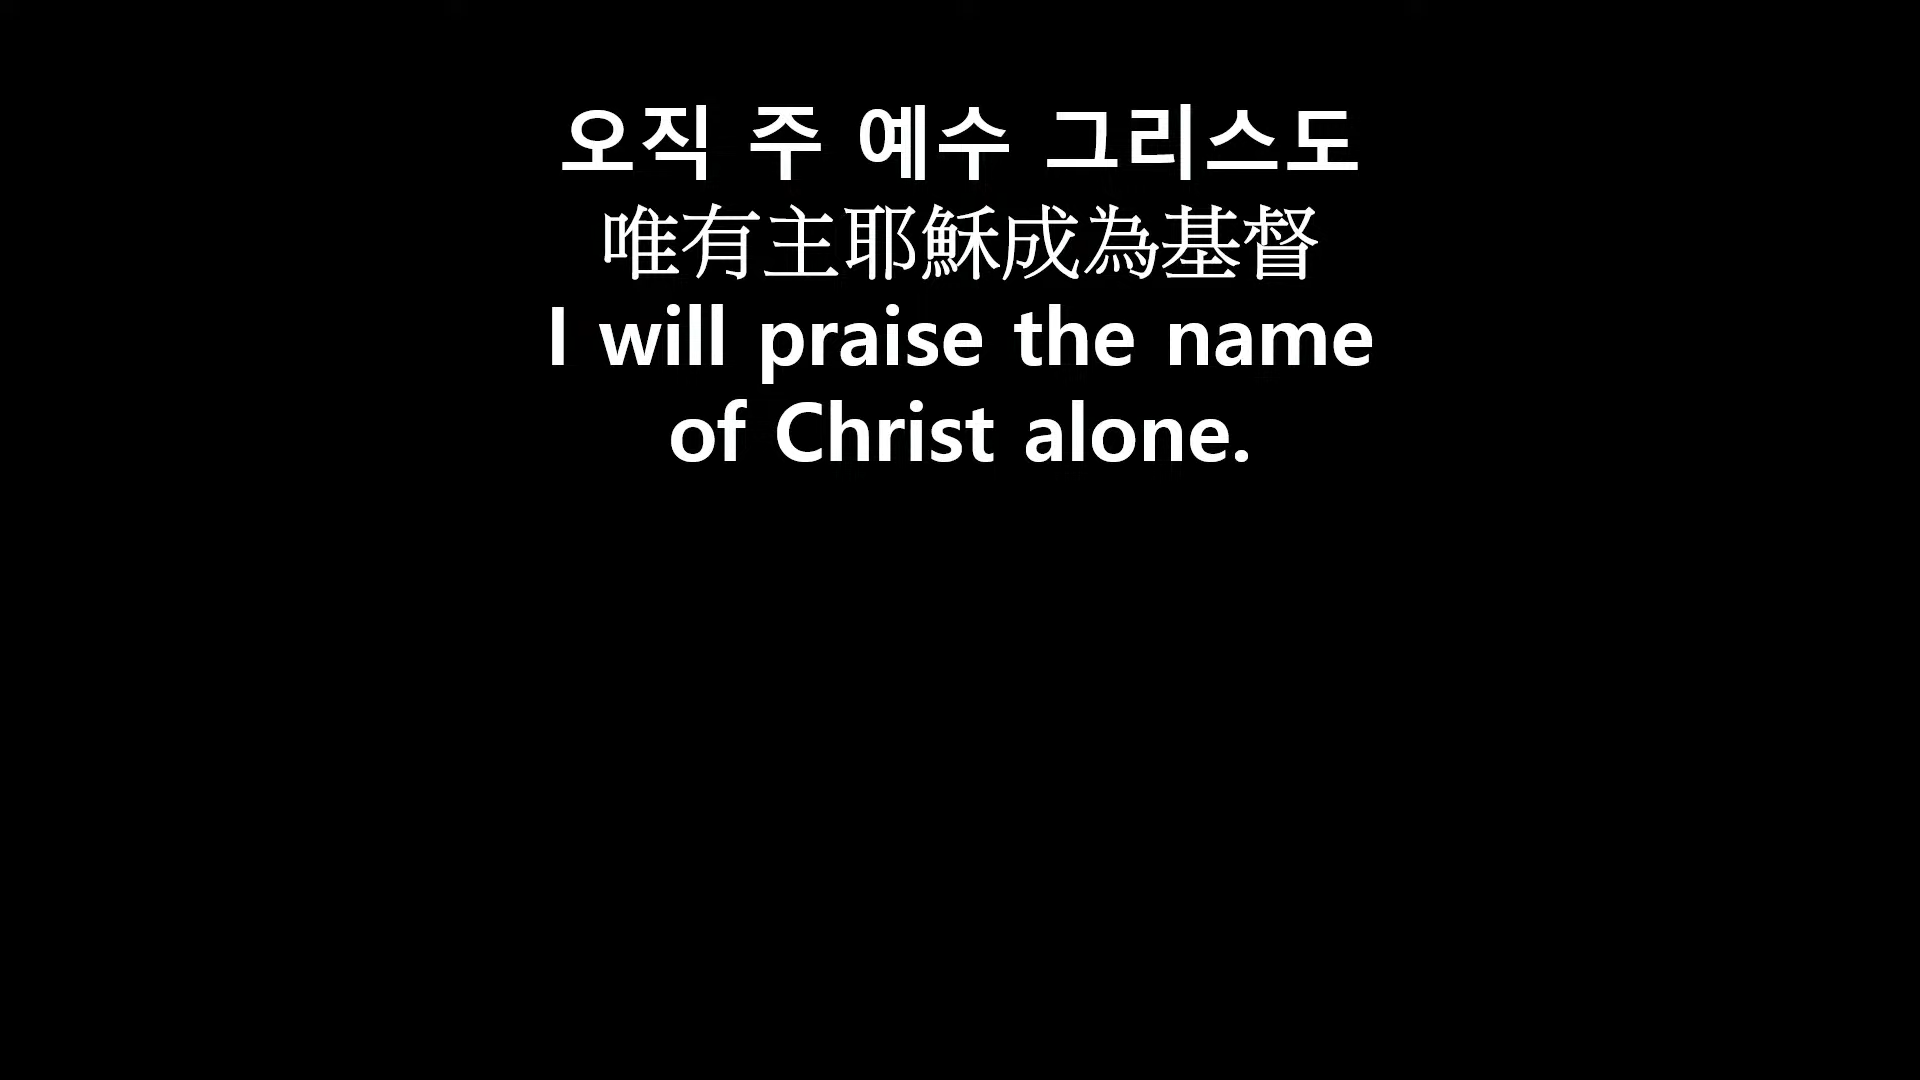 오직 주 예수 그리스도
唯有主耶穌成為基督
I will praise the name
of Christ alone.